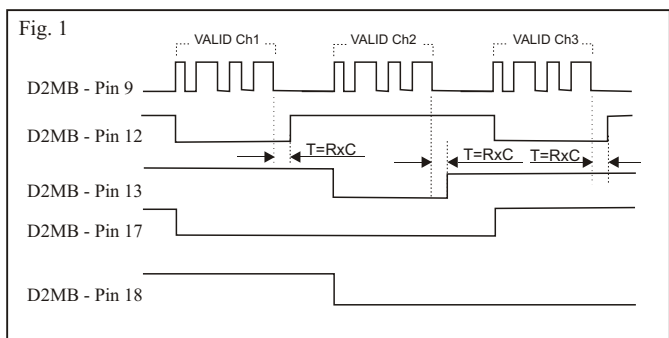 Fig. 1
VALID Ch1 VALID Ch2 VALID Ch3
D2MB - Pin 9
D2MB - Pin 12
T=RxC T=RxC T=RxC
D2MB - Pin 13
D2MB - Pin 17
D2MB - Pin 18